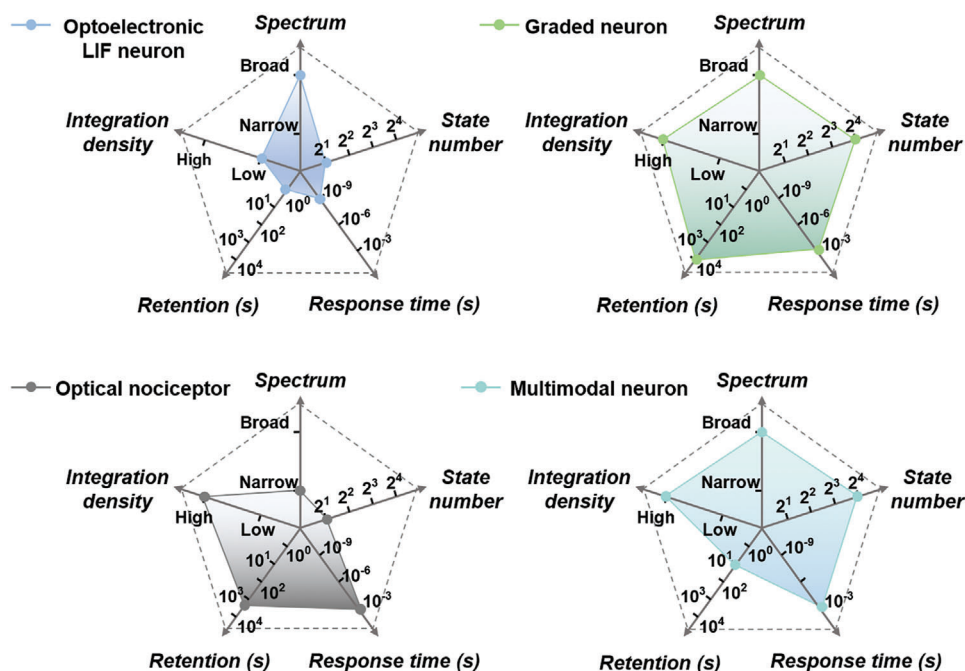 Optoelectronic
LIF neuron
Spectrum
Broad
Narrow
Integration
density
High
Low
State
number
2¹ 2² 2³ 2⁴
10⁰ 10¹ 10² 10³ 10⁴
10⁻⁹ 10⁻⁶ 10⁻³
Retention (s)
Response time (s)
Graded neuron
Spectrum
Broad
Narrow
Integration
density
High
Low
State
number
2¹ 2² 2³ 2⁴
10⁰ 10¹ 10² 10³ 10⁴
10⁻⁹ 10⁻⁶ 10⁻³
Retention (s)
Response time (s)
Optical nociceptor
Spectrum
Broad
Narrow
Integration
density
High
Low
State
number
2¹ 2² 2³ 2⁴
10⁰ 10¹ 10² 10³ 10⁴
10⁻⁹ 10⁻⁶ 10⁻³
Retention (s)
Response time (s)
Multimodal neuron
Spectrum
Broad
Narrow
Integration
density
High
Low
State
number
2¹ 2² 2³ 2⁴
10⁰ 10¹ 10² 10³ 10⁴
10⁻⁹ 10⁻⁶ 10⁻³
Retention (s)
Response time (s)